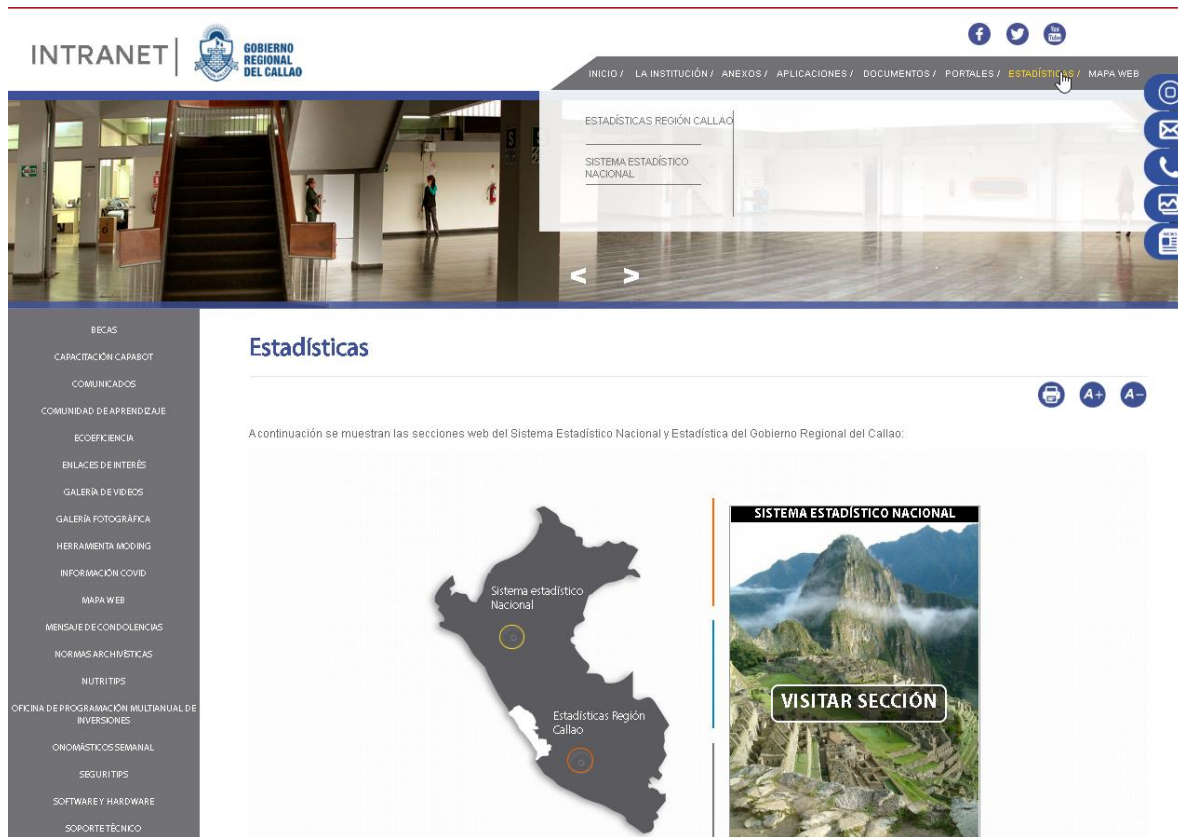 INTRANET
GOBIERNO
REGIONAL
DEL CALLAO
You
Tube
INICIO / LA INSTITUCIÓN / ANEXOS / APLICACIONES / DOCUMENTOS / PORTALES / ESTADÍSTICAS / MAPA WEB
ESTADÍSTICAS REGIÓN CALLAO
SISTEMA ESTADÍSTICO
NACIONAL
NEWS
< >
BECAS
CAPACITACIÓN CAPABOT
COMUNICADOS
COMUNIDAD DE APRENDIZAJE
ECOEFICIENCIA
ENLACES DE INTERÉS
GALERÍA DE VIDEOS
GALERÍA FOTOGRÁFICA
HERRAMIENTA MODING
INFORMACIÓN COVID
MAPA WEB
MENSAJE DE CONDOLENCIAS
NORMAS ARCHIVÍSTICAS
NUTRITIPS
OFICINA DE PROGRAMACIÓN MULTIANUAL DE
INVERSIONES
ONOMÁSTICOS SEMANAL
SEGURITIPS
SOFTWARE Y HARDWARE
SOPORTE TÉCNICO
Estadísticas
A+ A-
A continuación se muestran las secciones web del Sistema Estadístico Nacional y Estadística del Gobierno Regional del Callao:
Sistema estadístico
Nacional
Estadísticas Región
Callao
SISTEMA ESTADÍSTICO NACIONAL
VISITAR SECCIÓN